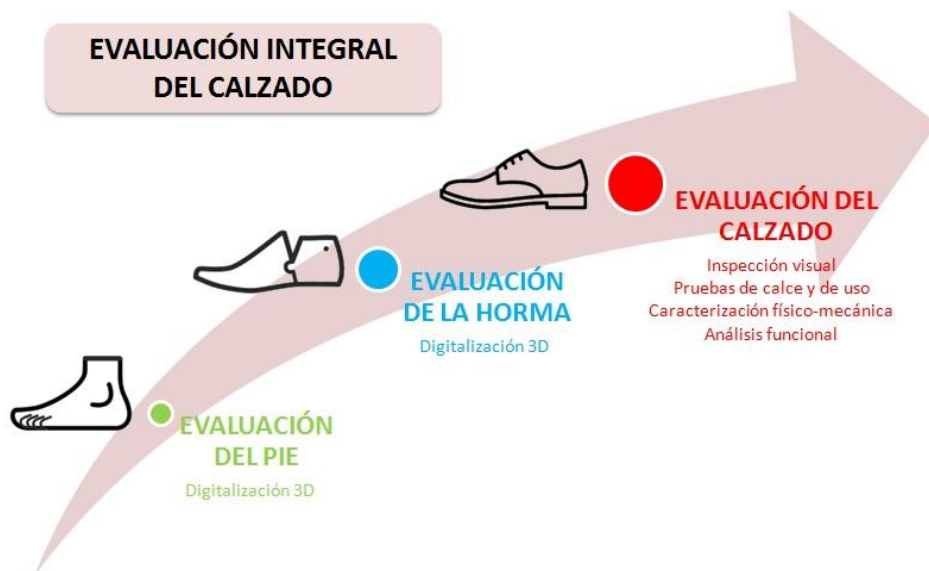 EVALUACIÓN INTEGRAL
DEL CALZADO
EVALUACIÓN DEL
CALZADO
Inspección visual
Pruebas de calce y de uso
Caracterización físico-mecánica
Análisis funcional
EVALUACIÓN
DE LA HORMA
Digitalización 3D
EVALUACIÓN
DEL PIE
Digitalización 3D